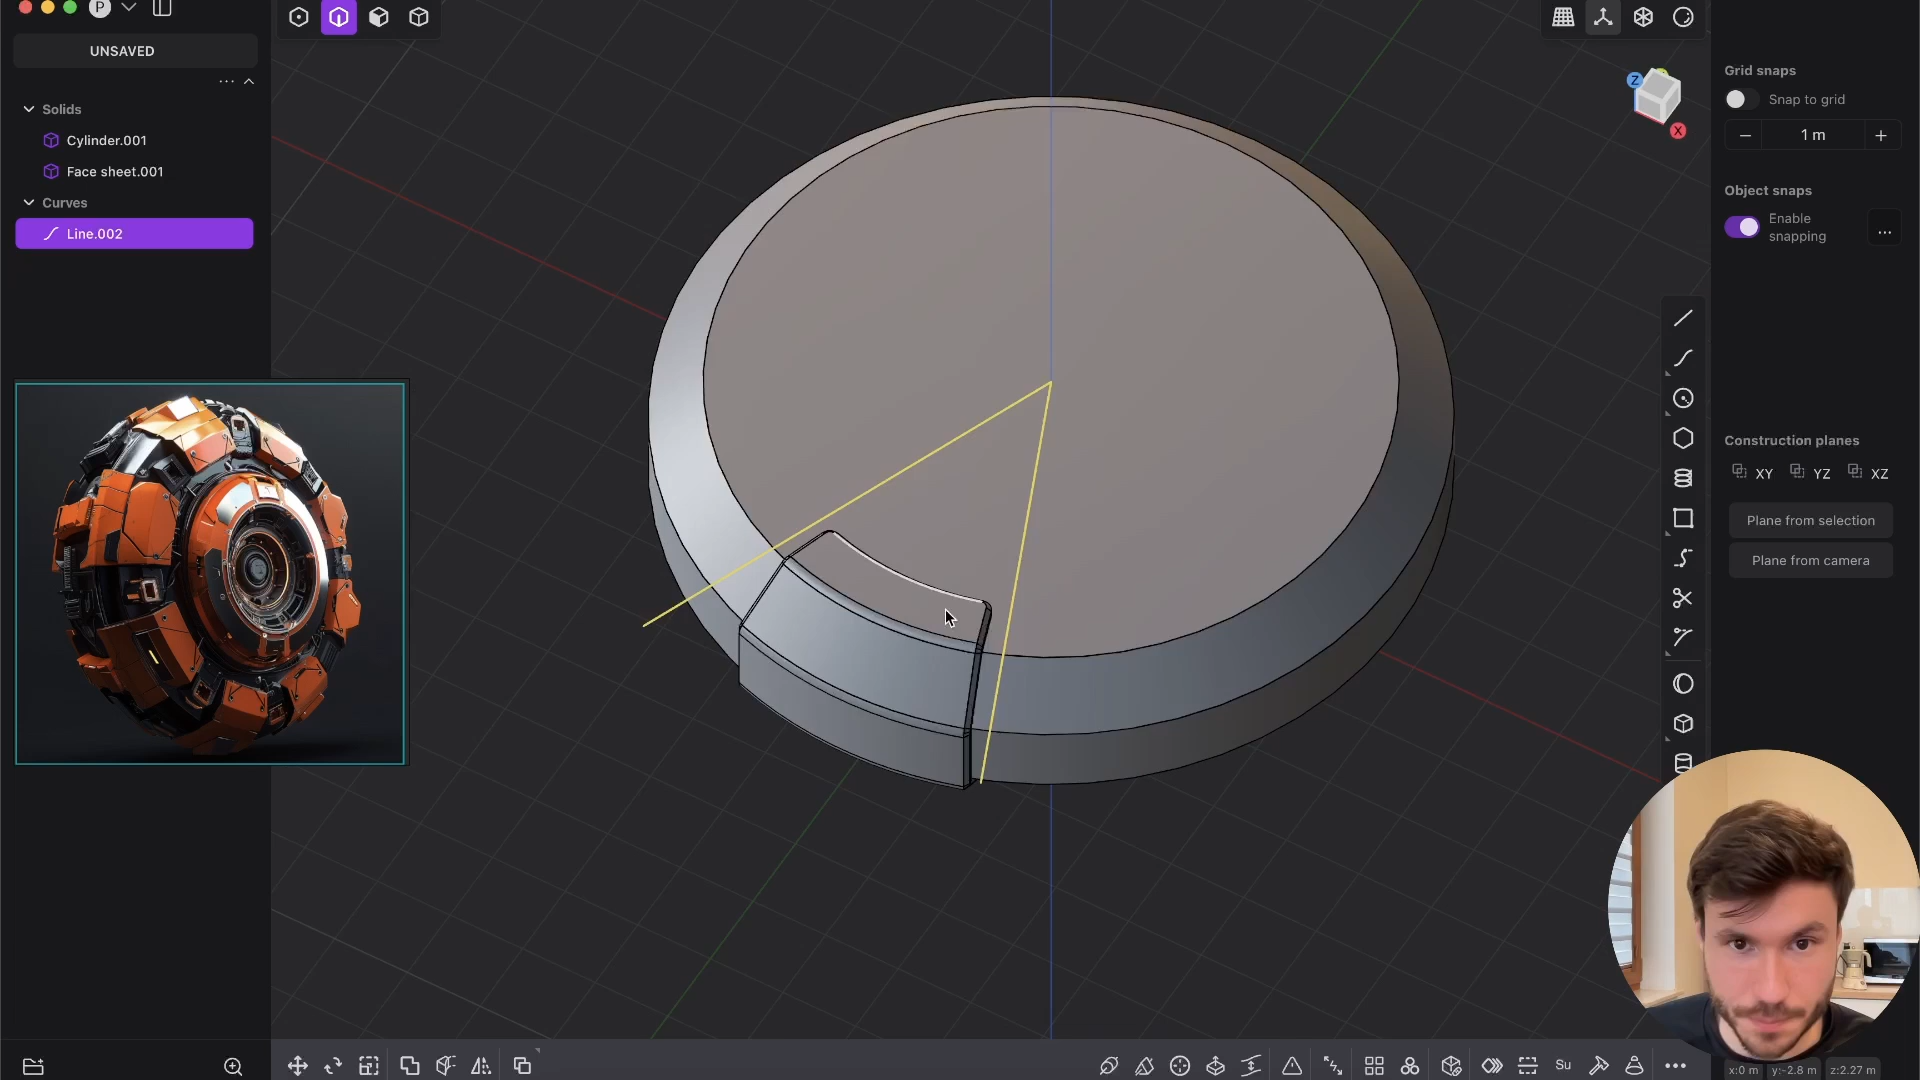 P
UNSAVED
Solids
Cylinder.001
Face sheet.001
Curves
Line.002
Z
X
Grid snaps
Snap to grid
1 m
Object snaps
Enable
snapping
Construction planes
XY YZ XZ
Plane from selection
Plane from camera
Su
x:0 m y:-2.8 m z:2.27 m